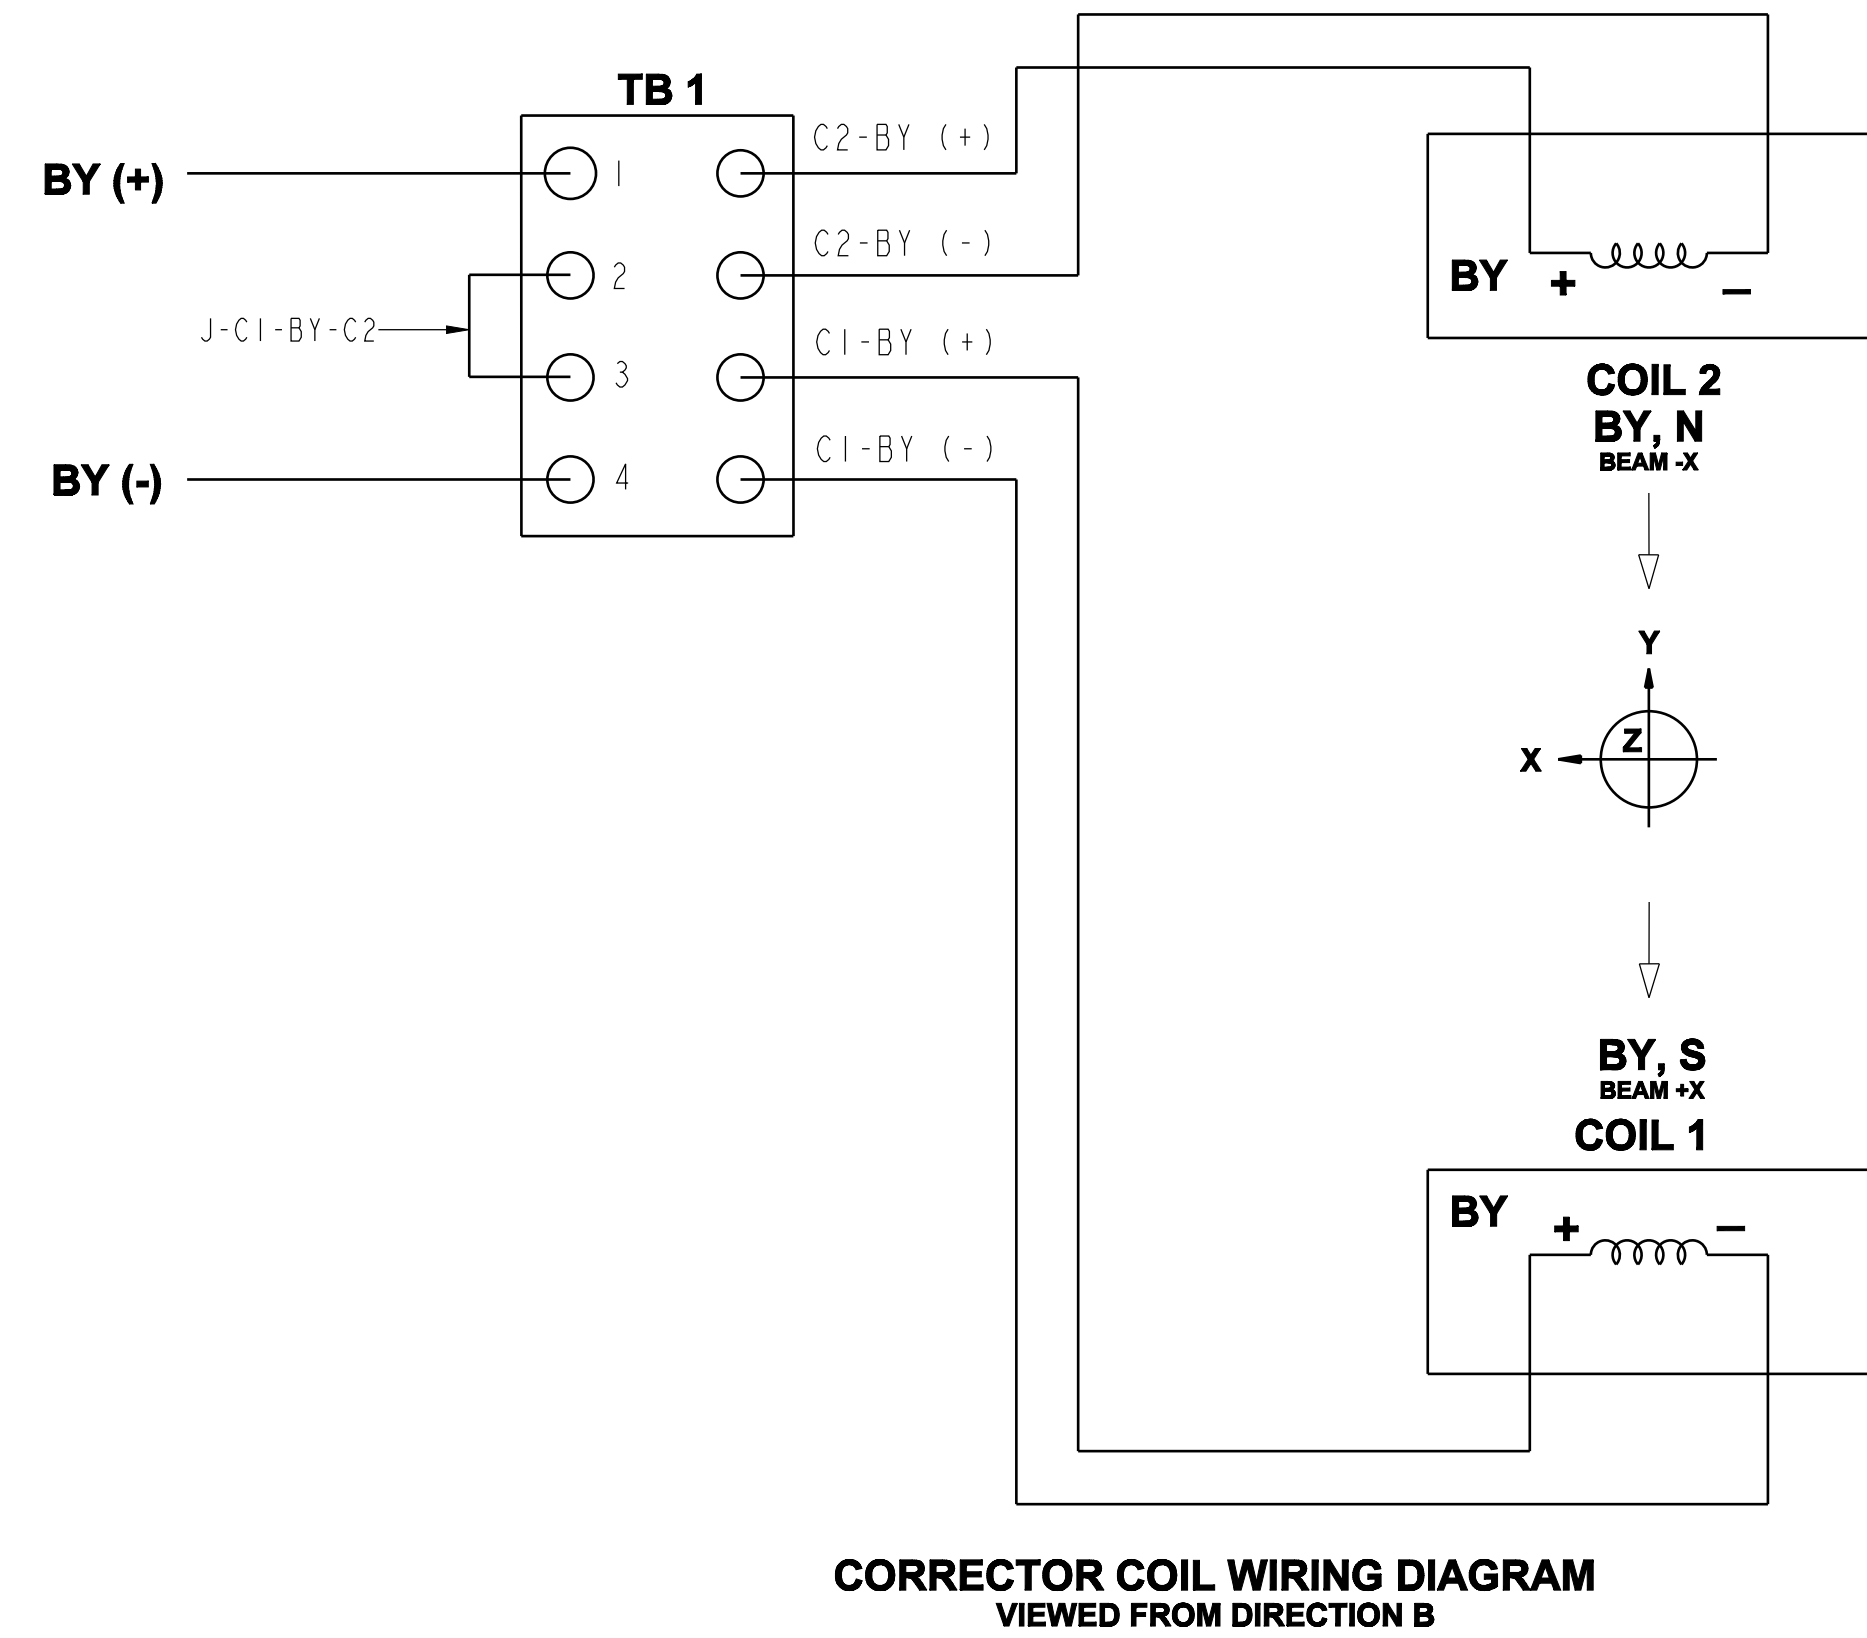 TB 1
BY (+)
1
C2-BY (+)
2
C2-BY (-)
J-C1-BY-C2
3
C1-BY (+)
BY (-)
4
C1-BY (-)
BY + –
COIL 2
BY, N
BEAM -X
Y
Z
X
BY, S
BEAM +X
COIL 1
BY + –
CORRECTOR COIL WIRING DIAGRAM
VIEWED FROM DIRECTION B